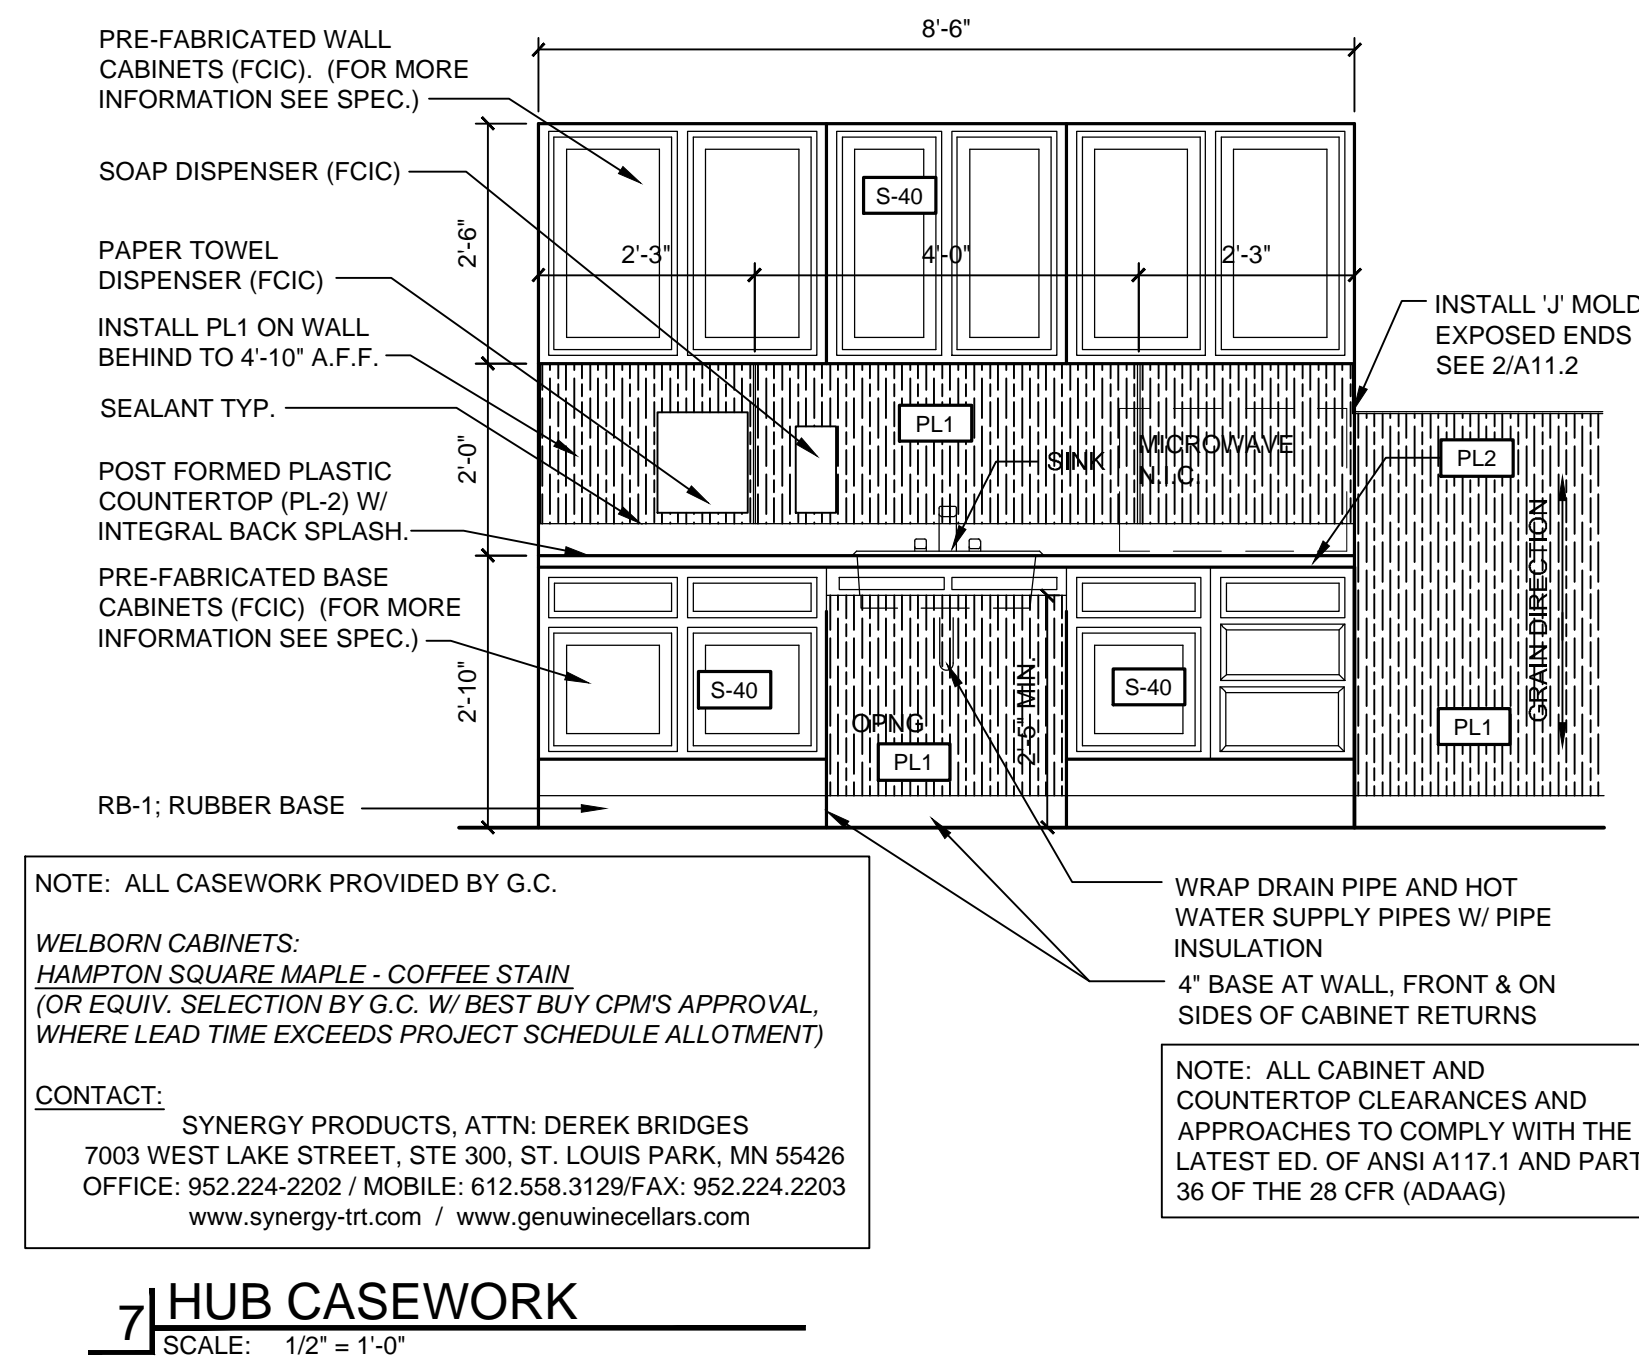 8'-6"
PRE-FABRICATED WALL
CABINETS (FCIC). (FOR MORE
INFORMATION SEE SPEC.)
SOAP DISPENSER (FCIC)
PAPER TOWEL
DISPENSER (FCIC)
INSTALL PL1 ON WALL
BEHIND TO 4'-10" A.F.F.
SEALANT TYP.
POST FORMED PLASTIC
COUNTERTOP (PL-2) W/
INTEGRAL BACK SPLASH.
PRE-FABRICATED BASE
CABINETS (FCIC) (FOR MORE
INFORMATION SEE SPEC.)
RB-1; RUBBER BASE
2'-6"
2'-0"
2'-10"
S-40
2'-3"
4'-0"
2'-3"
PL1
SINK
MICROWAVE
N.I.C.
S-40
OPNG
PL1
2'-5" MIN.
S-40
INSTALL 'J' MOLD
EXPOSED ENDS
SEE 2/A11.2
PL2
GRAIN DIRECTION
PL1
WRAP DRAIN PIPE AND HOT
WATER SUPPLY PIPES W/ PIPE
INSULATION
4" BASE AT WALL, FRONT & ON
SIDES OF CABINET RETURNS
NOTE: ALL CABINET AND
COUNTERTOP CLEARANCES AND
APPROACHES TO COMPLY WITH THE
LATEST ED. OF ANSI A117.1 AND PART
36 OF THE 28 CFR (ADAAG)
NOTE: ALL CASEWORK PROVIDED BY G.C.
WELBORN CABINETS:
HAMPTON SQUARE MAPLE - COFFEE STAIN
(OR EQUIV. SELECTION BY G.C. W/ BEST BUY CPM'S APPROVAL,
WHERE LEAD TIME EXCEEDS PROJECT SCHEDULE ALLOTMENT)
CONTACT:
SYNERGY PRODUCTS, ATTN: DEREK BRIDGES
7003 WEST LAKE STREET, STE 300, ST. LOUIS PARK, MN 55426
OFFICE: 952.224-2202 / MOBILE: 612.558.3129/FAX: 952.224.2203
www.synergy-trt.com / www.genuwinecellars.com
7 HUB CASEWORK
SCALE: 1/2" = 1'-0"